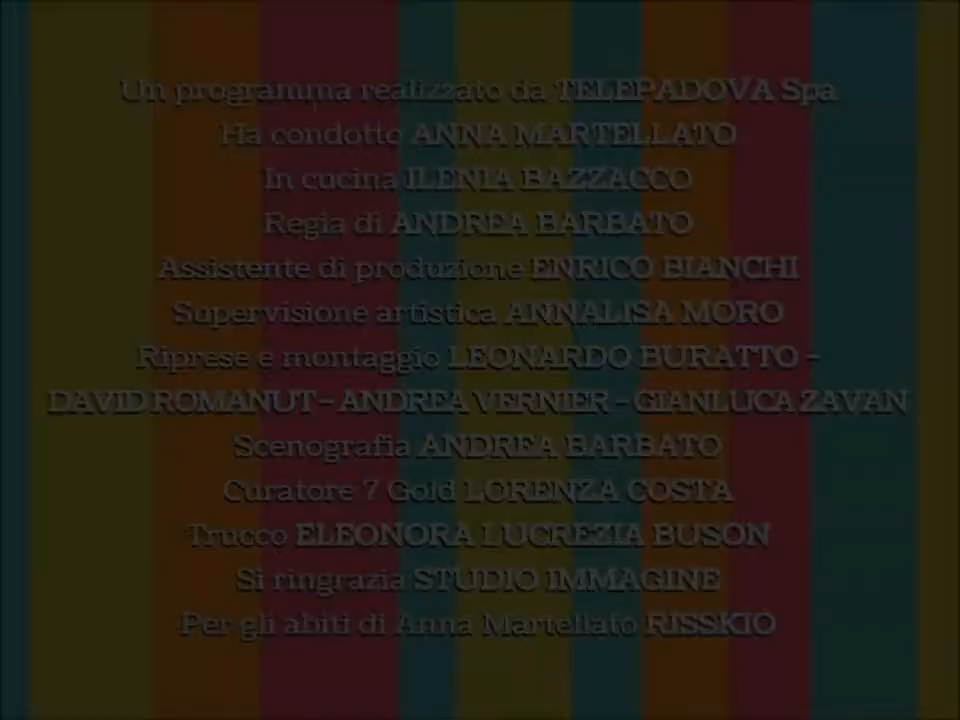 Un programma realizzato da TELEPADOVA Spa
Ha condotto ANNA MARTELLATO
In cucina ILENIA BAZZACCO
Regia di ANDREA BARBATO
Assistente di produzione ENRICO BIANCHI
Supervisione artistica ANNALISA MORO
Riprese e montaggio LEONARDO BURATTO -
DAVID ROMANUT - ANDREA VERNIER - GIANLUCA ZAVAN
Scenografia ANDREA BARBATO
Curatore 7 Gold LORENZA COSTA
Trucco ELEONORA LUCREZIA BUSON
Si ringrazia STUDIO IMMAGINE
Per gli abiti di Anna Martellato RISSKIO